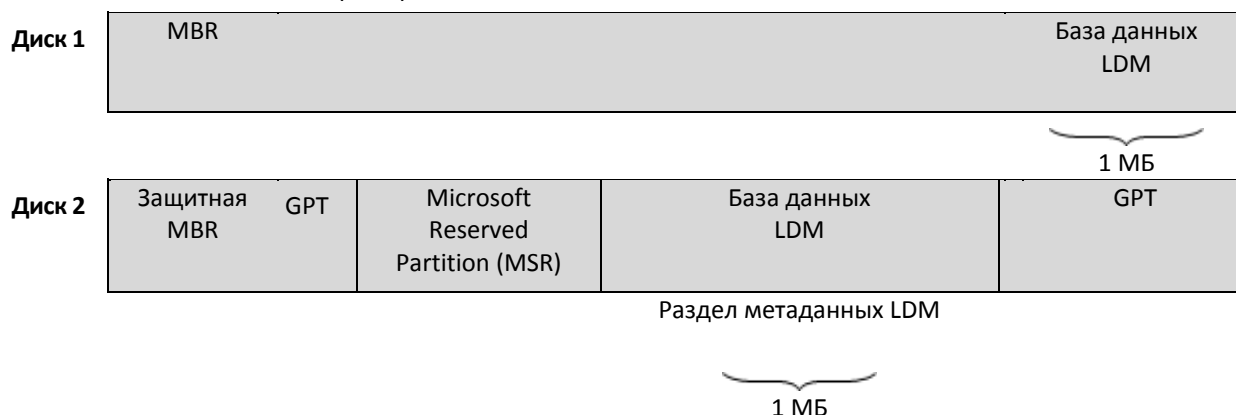 Диск 1
MBR
База данных
LDM
1 МБ
Диск 2
Защитная
MBR
GPT
Microsoft
Reserved
Partition (MSR)
База данных
LDM
GPT
Раздел метаданных LDM
1 МБ